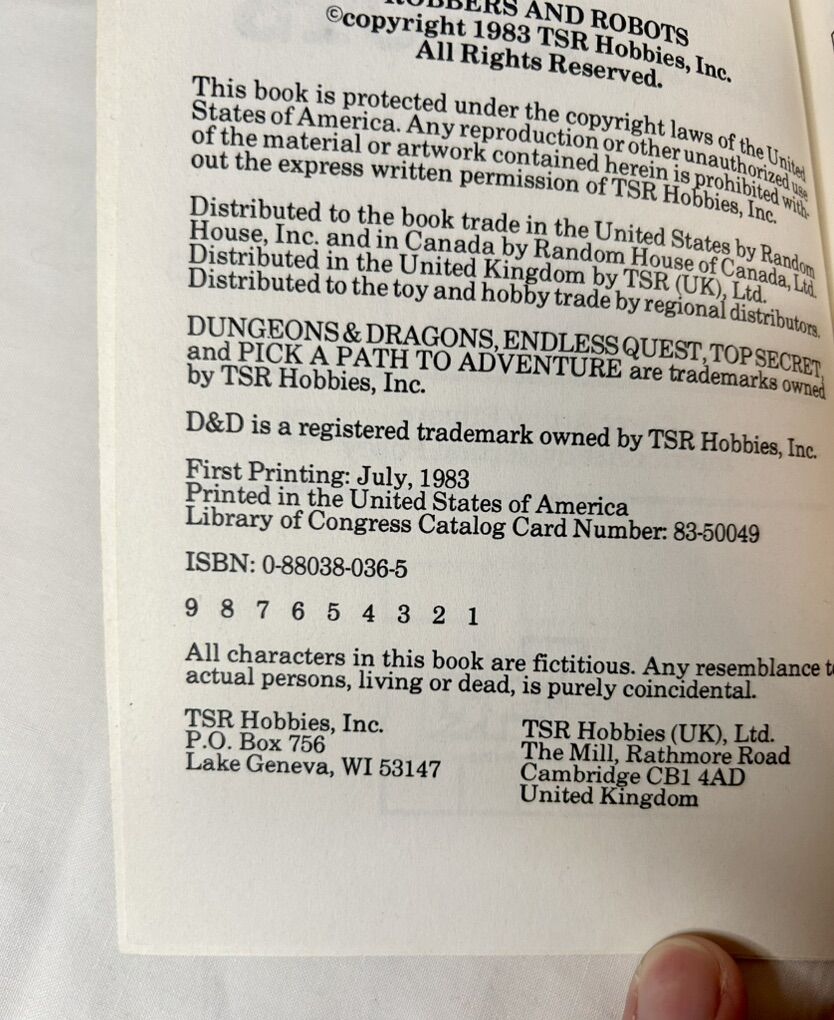 ROBBERS AND ROBOTS
©copyright 1983 TSR Hobbies, Inc.
All Rights Reserved.
This book is protected under the copyright laws of the United
States of America. Any reproduction or other unauthorized use
of the material or artwork contained herein is prohibited with-
out the express written permission of TSR Hobbies, Inc.
Distributed to the book trade in the United States by Random
House, Inc. and in Canada by Random House of Canada, Ltd.
Distributed in the United Kingdom by TSR (UK), Ltd.
Distributed to the toy and hobby trade by regional distributors.
DUNGEONS & DRAGONS, ENDLESS QUEST, TOP SECRET,
and PICK A PATH TO ADVENTURE are trademarks owned
by TSR Hobbies, Inc.
D&D is a registered trademark owned by TSR Hobbies, Inc.
First Printing: July, 1983
Printed in the United States of America
Library of Congress Catalog Card Number: 83-50049
ISBN: 0-88038-036-5
9 8 7 6 5 4 3 2 1
All characters in this book are fictitious. Any resemblance to
actual persons, living or dead, is purely coincidental.
TSR Hobbies, Inc.
P.O. Box 756
Lake Geneva, WI 53147
TSR Hobbies (UK), Ltd.
The Mill, Rathmore Road
Cambridge CB1 4AD
United Kingdom